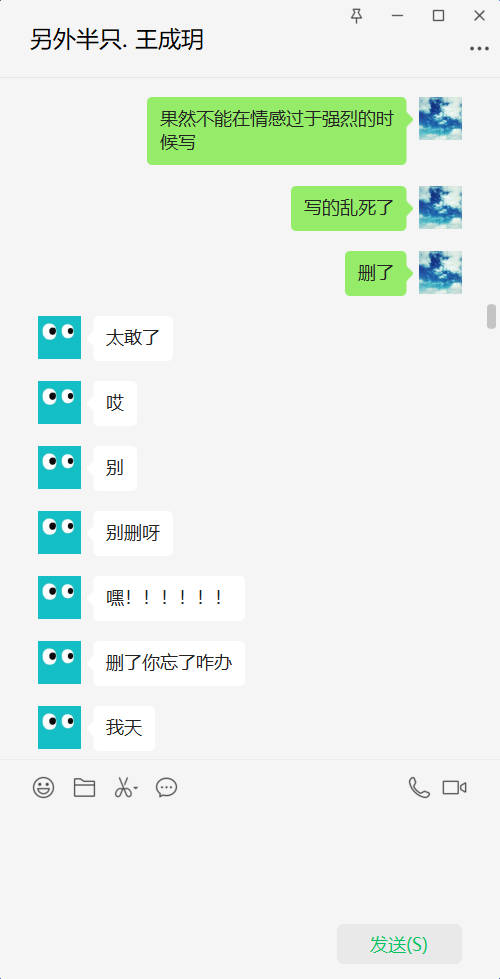 另外半只. 王成玥
果然不能在情感过于强烈的时
候写
写的乱死了
删了
太敢了
哎
别
别删呀
嘿！！！！！！
删了你忘了咋办
我天
发送(S)